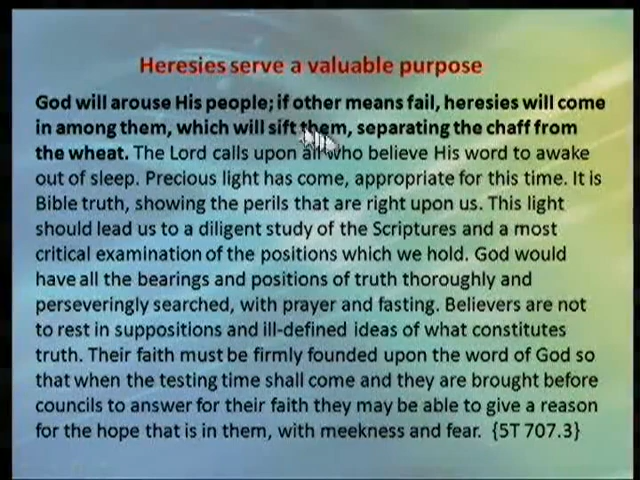 Heresies serve a valuable purpose
God will arouse His people; if other means fail, heresies will come
in among them, which will sift them, separating the chaff from
the wheat. The Lord calls upon all who believe His word to awake
out of sleep. Precious light has come, appropriate for this time. It is
Bible truth, showing the perils that are right upon us. This light
should lead us to a diligent study of the Scriptures and a most
critical examination of the positions which we hold. God would
have all the bearings and positions of truth thoroughly and
perseveringly searched, with prayer and fasting. Believers are not
to rest in suppositions and ill-defined ideas of what constitutes
truth. Their faith must be firmly founded upon the word of God so
that when the testing time shall come and they are brought before
councils to answer for their faith they may be able to give a reason
for the hope that is in them, with meekness and fear. {5T 707.3}